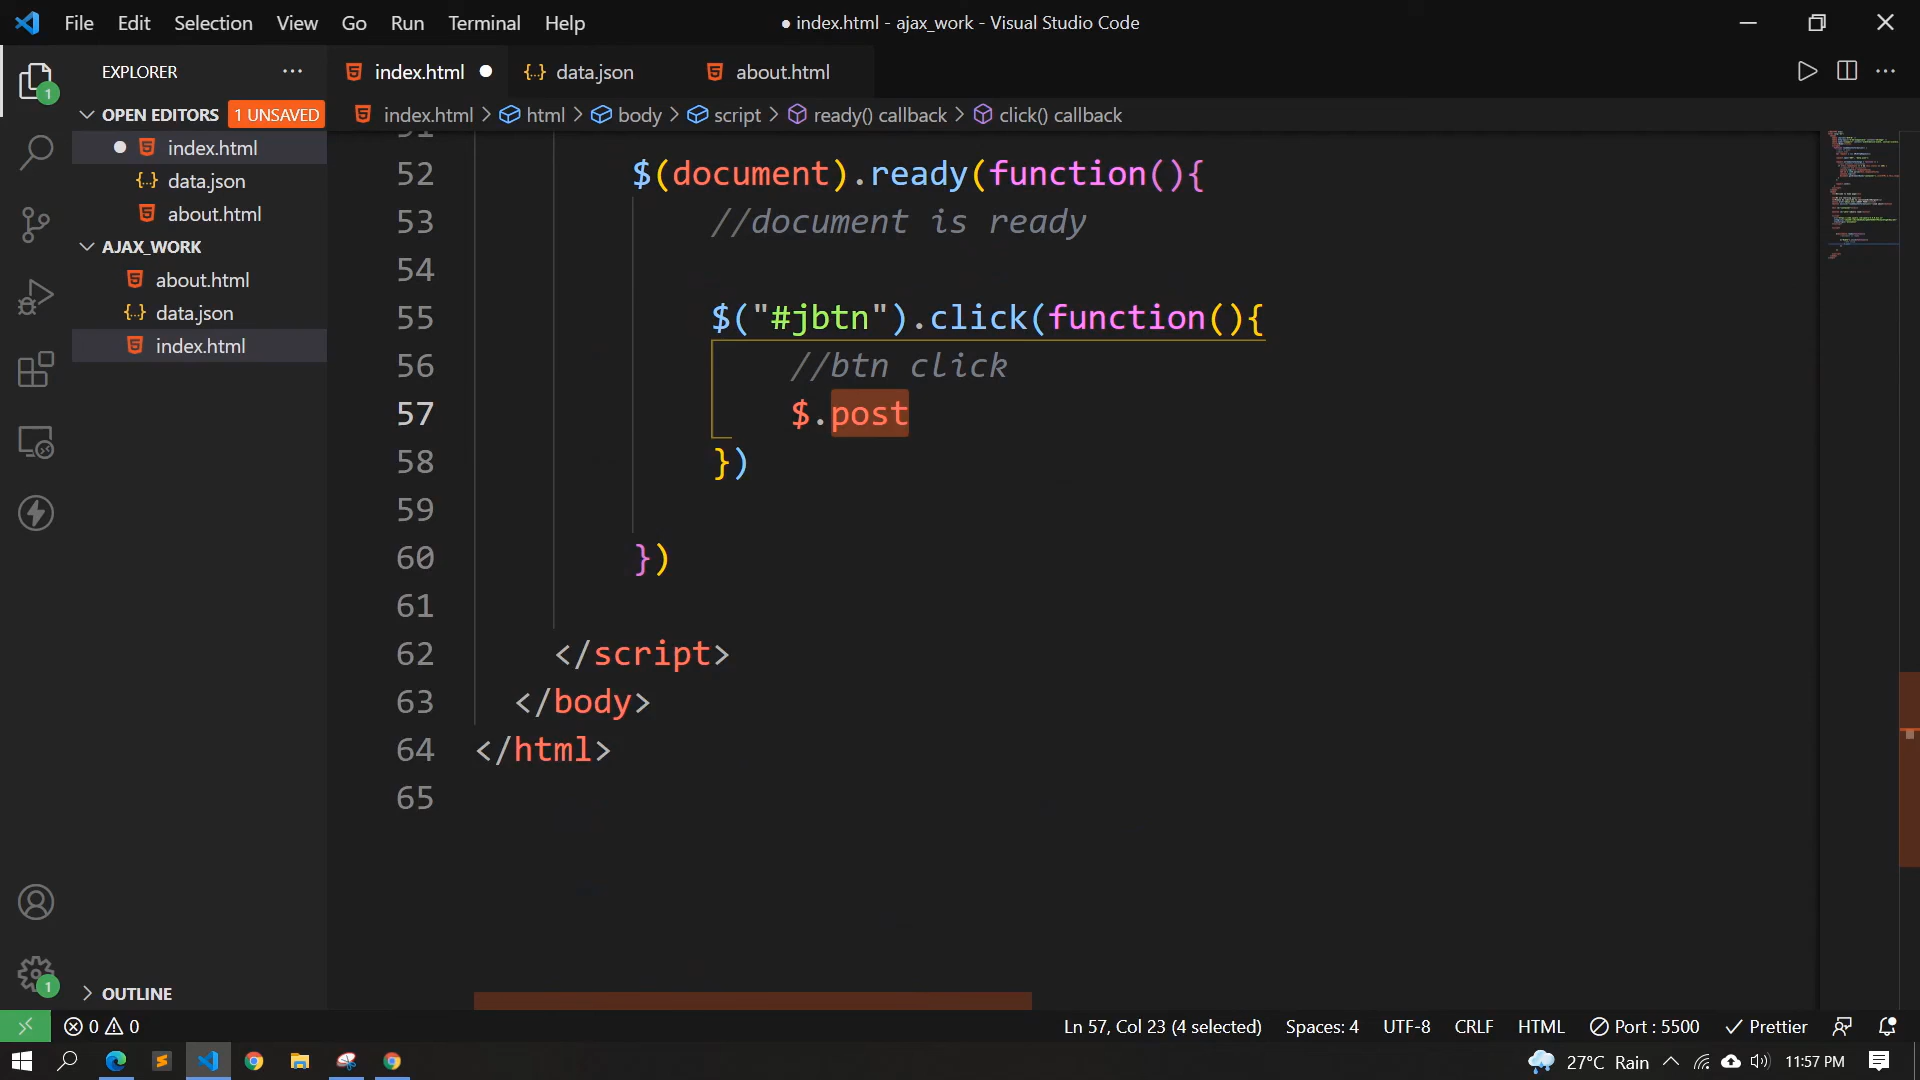 File Edit Selection View Go Run Terminal Help
● index.html - ajax_work - Visual Studio Code
EXPLORER
index.html
data.json
about.html
OPEN EDITORS 1 UNSAVED
index.html > html > body > script > ready() callback > click() callback
index.html
data.json
about.html
AJAX_WORK
about.html
data.json
index.html
51
52 $(document).ready(function(){
53 //document is ready
54
55 $("#jbtn").click(function(){
56 //btn click
57 $.post
58 })
59
60 })
61
62 </script>
63 </body>
64 </html>
65
1
1
OUTLINE
0 0
Ln 57, Col 23 (4 selected) Spaces: 4 UTF-8 CRLF HTML Port : 5500 Prettier
27°C Rain 11:57 PM